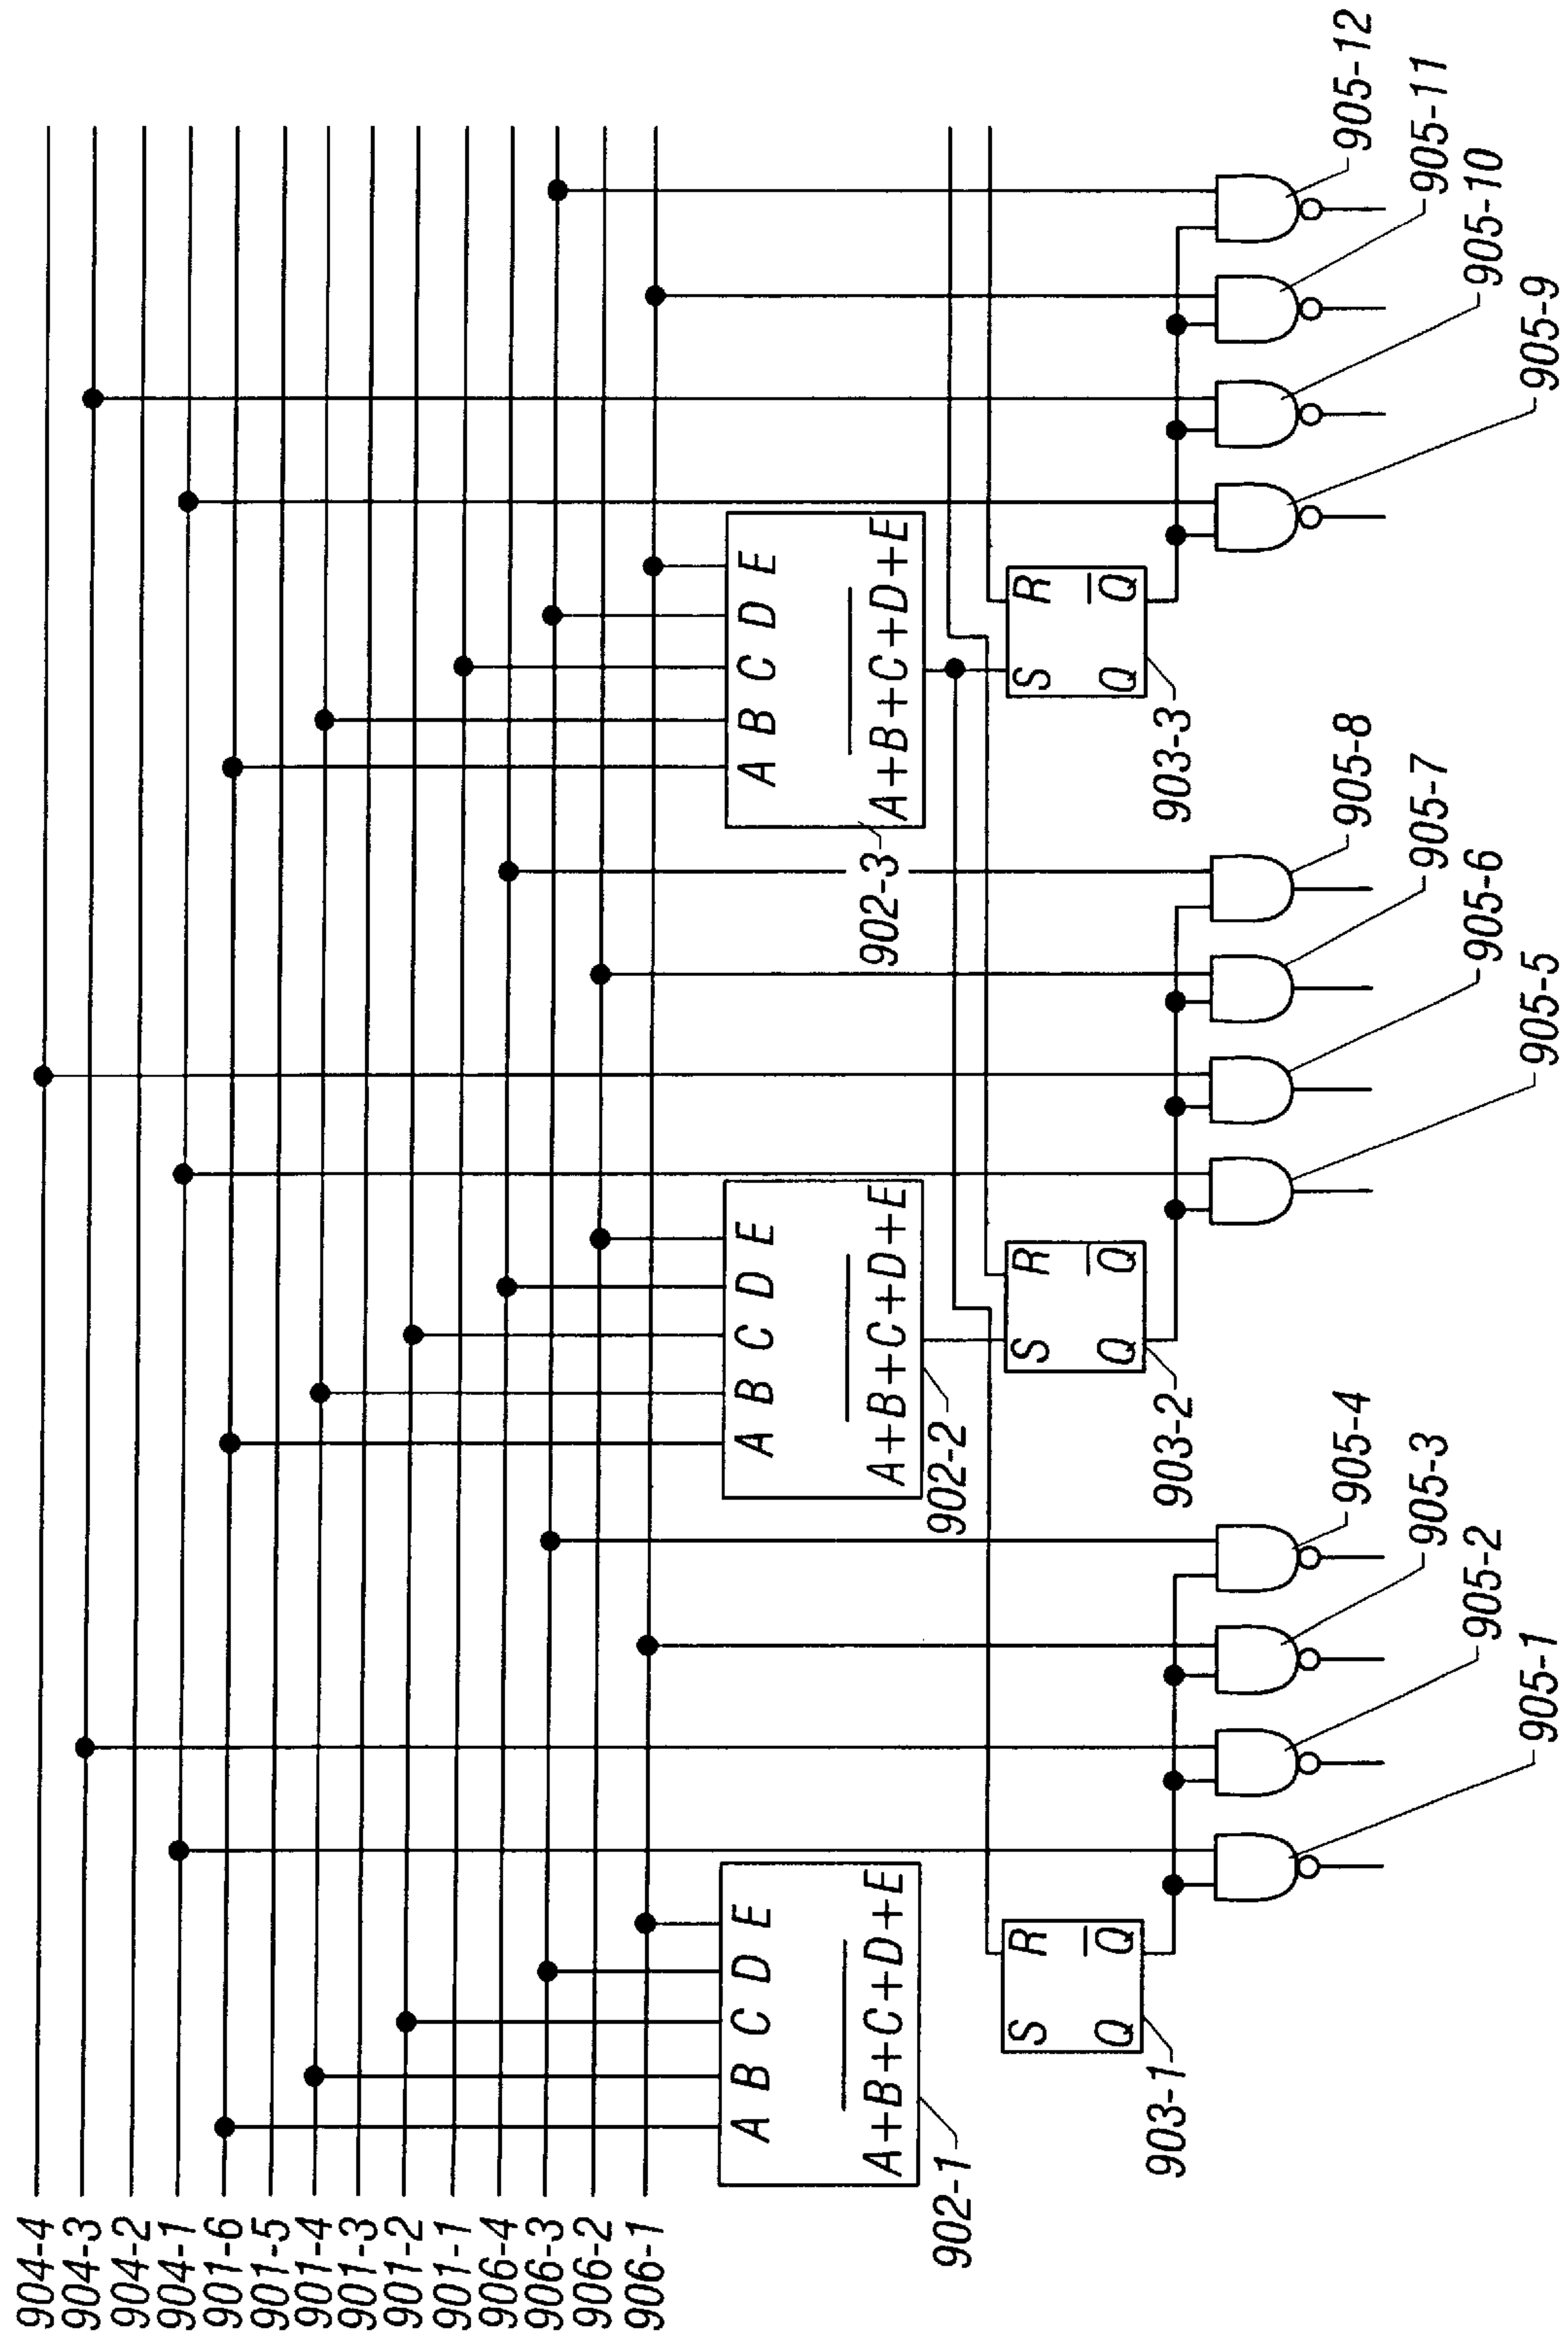 904-4
904-3
904-2
904-1
901-6
901-5
901-4
901-3
901-2
901-1
906-4
906-3
906-2
906-1
A B C D E
A+B+C+D+E
902-1
S R
Q Q
903-1
905-1
905-2
905-3
905-4
A B C D E
A+B+C+D+E
902-2
S R
Q Q
903-2
905-5
905-6
905-7
905-8
A B C D E
A+B+C+D+E
902-3
S R
Q Q
903-3
905-9
905-10
905-11
905-12